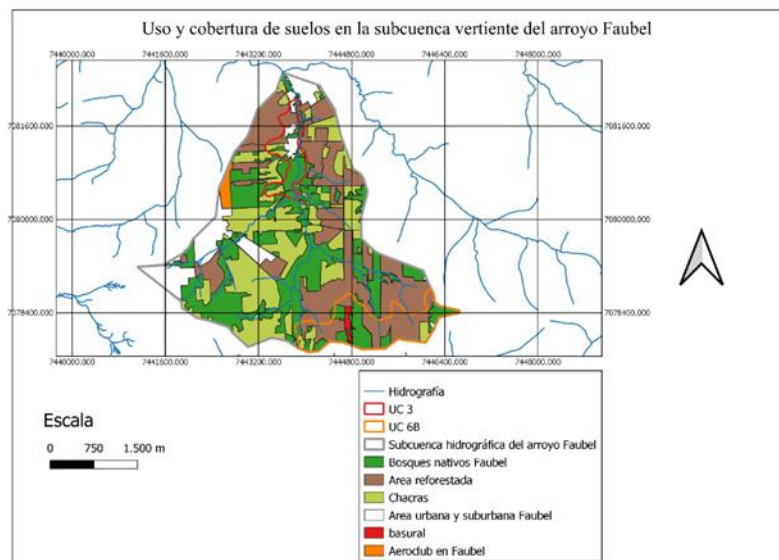 Uso y cobertura de suelos en la subcuenca vertiente del arroyo Faubel
7440000.000 7441600.000 7443200.000 7444800.000 7446400.000 7448000.000
7081600.000 7081600.000
7080000.000 7080000.000
7078400.000 7078400.000
7440000.000 7441600.000 7443200.000 7444800.000 7446400.000 7448000.000
Escala
0 750 1.500 m
Hidrografía
UC 3
UC 6B
Subcuenca hidrográfica del arroyo Faubel
Bosques nativos Faubel
Area reforestada
Chacras
Area urbana y suburbana Faubel
basural
Aeroclub en Faubel